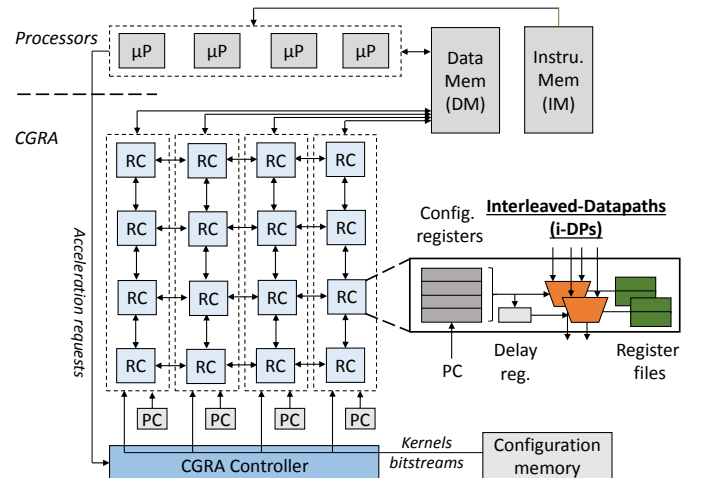 Processors
µP µP µP µP
Data
Mem
(DM)
Instru.
Mem
(IM)
CGRA
RC RC RC RC
RC RC RC RC
RC RC RC RC
RC RC RC RC
Acceleration requests
PC PC PC PC
CGRA Controller
Kernels
bitstreams
Configuration
memory
Config.
registers
Interleaved-Datapaths
(i-DPs)
PC
Delay
reg.
Register
files